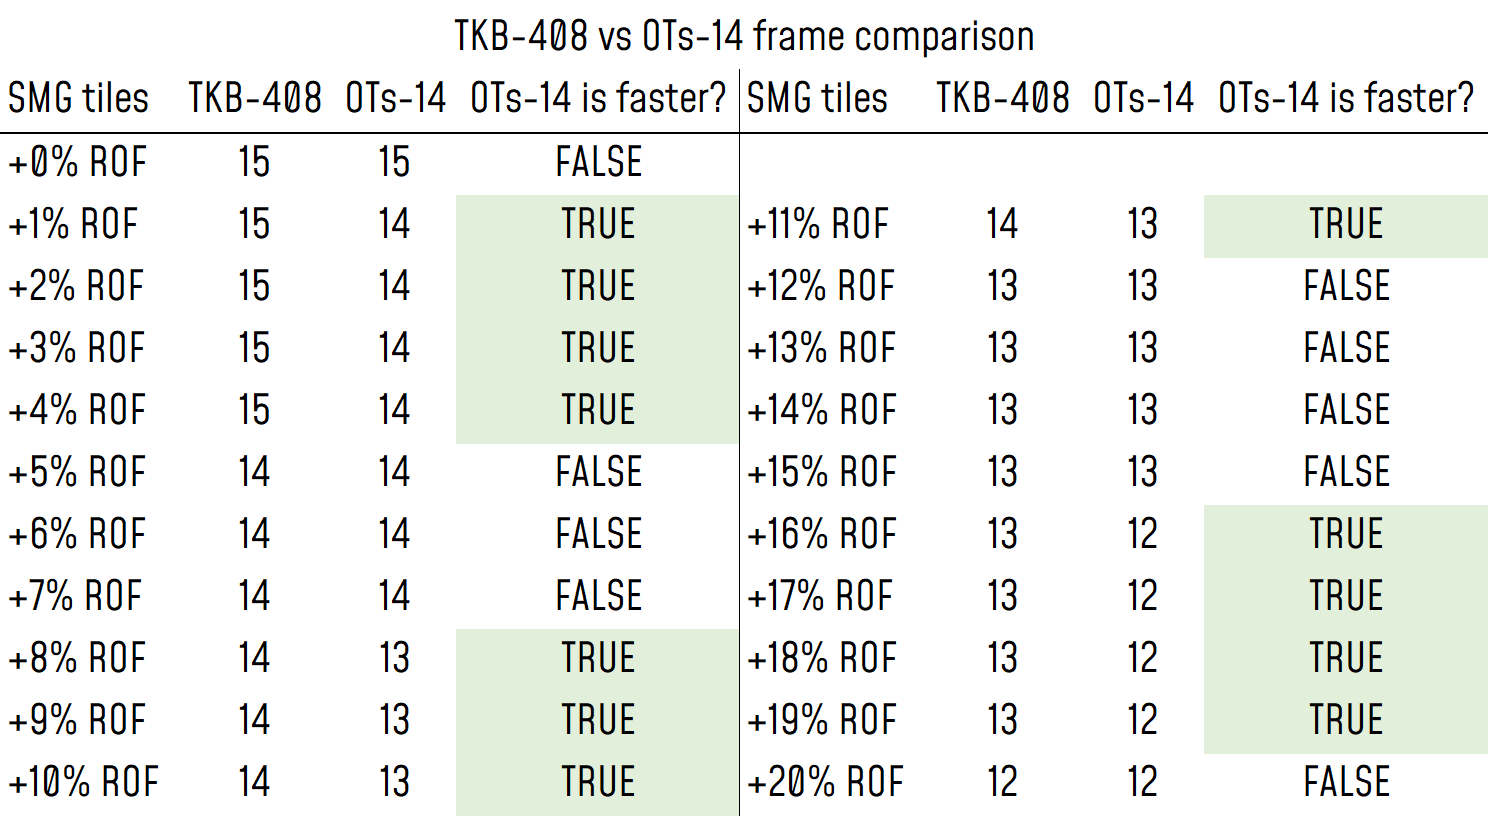 TKB-408 vs OTs-14 frame comparison
SMG tiles TKB-408 OTs-14 OTs-14 is faster? SMG tiles TKB-408 OTs-14 OTs-14 is faster?
+0% ROF 15 15 FALSE
+1% ROF 15 14 TRUE +11% ROF 14 13 TRUE
+2% ROF 15 14 TRUE +12% ROF 13 13 FALSE
+3% ROF 15 14 TRUE +13% ROF 13 13 FALSE
+4% ROF 15 14 TRUE +14% ROF 13 13 FALSE
+5% ROF 14 14 FALSE +15% ROF 13 13 FALSE
+6% ROF 14 14 FALSE +16% ROF 13 12 TRUE
+7% ROF 14 14 FALSE +17% ROF 13 12 TRUE
+8% ROF 14 13 TRUE +18% ROF 13 12 TRUE
+9% ROF 14 13 TRUE +19% ROF 13 12 TRUE
+10% ROF 14 13 TRUE +20% ROF 12 12 FALSE